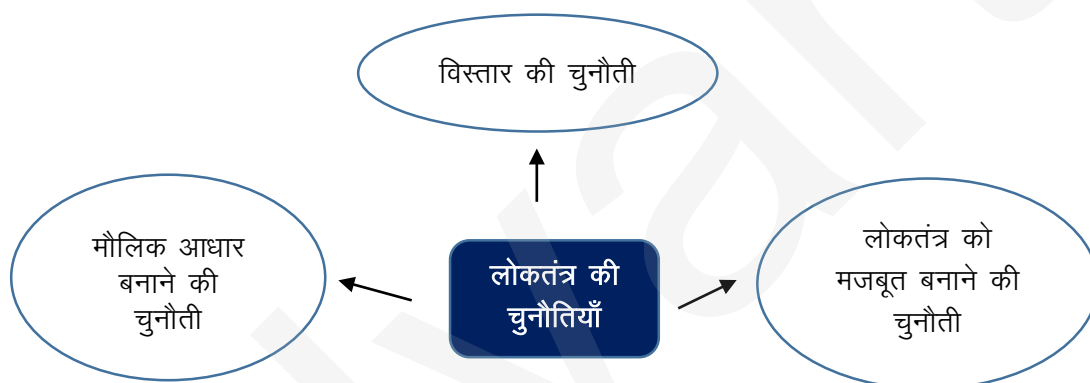 विस्तार की चुनौती
मौलिक आधार
बनाने की
चुनौती
लोकतंत्र की
चुनौतियाँ
लोकतंत्र को
मजबूत बनाने की
चुनौती